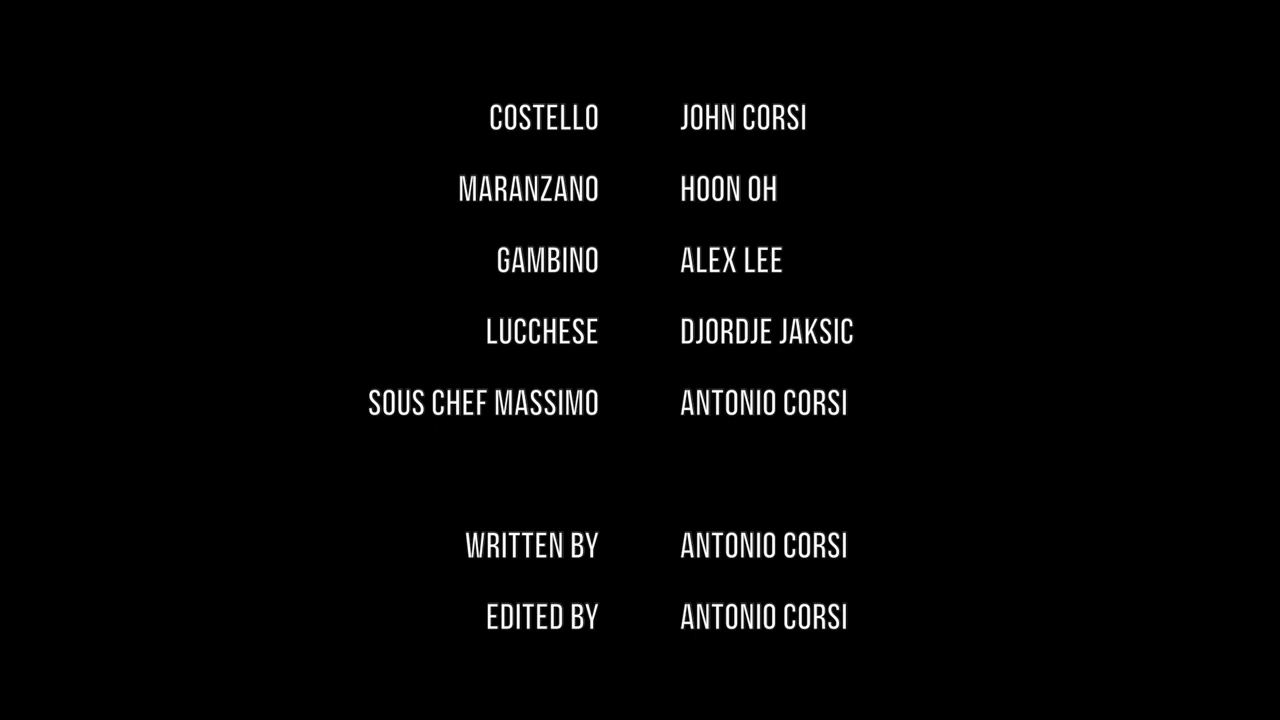 COSTELLO JOHN CORSI
MARANZANO HOON OH
GAMBINO ALEX LEE
LUCCHESE DJORDJE JAKSIC
SOUS CHEF MASSIMO ANTONIO CORSI
WRITTEN BY ANTONIO CORSI
EDITED BY ANTONIO CORSI